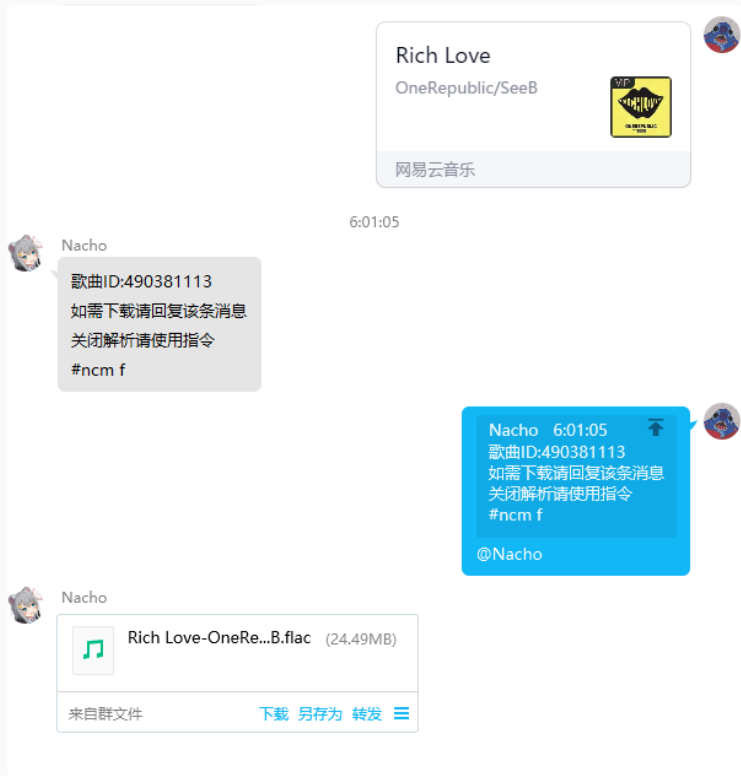 Rich Love
OneRepublic/SeeB
VIP
RICH LOVE
ONEREPUBLIC
网易云音乐
6:01:05
Nacho
歌曲ID:490381113
如需下载请回复该条消息
关闭解析请使用指令
#ncm f
Nacho 6:01:05
歌曲ID:490381113
如需下载请回复该条消息
关闭解析请使用指令
#ncm f
@Nacho
Nacho
Rich Love-OneRe...B.flac (24.49MB)
来自群文件 下载 另存为 转发